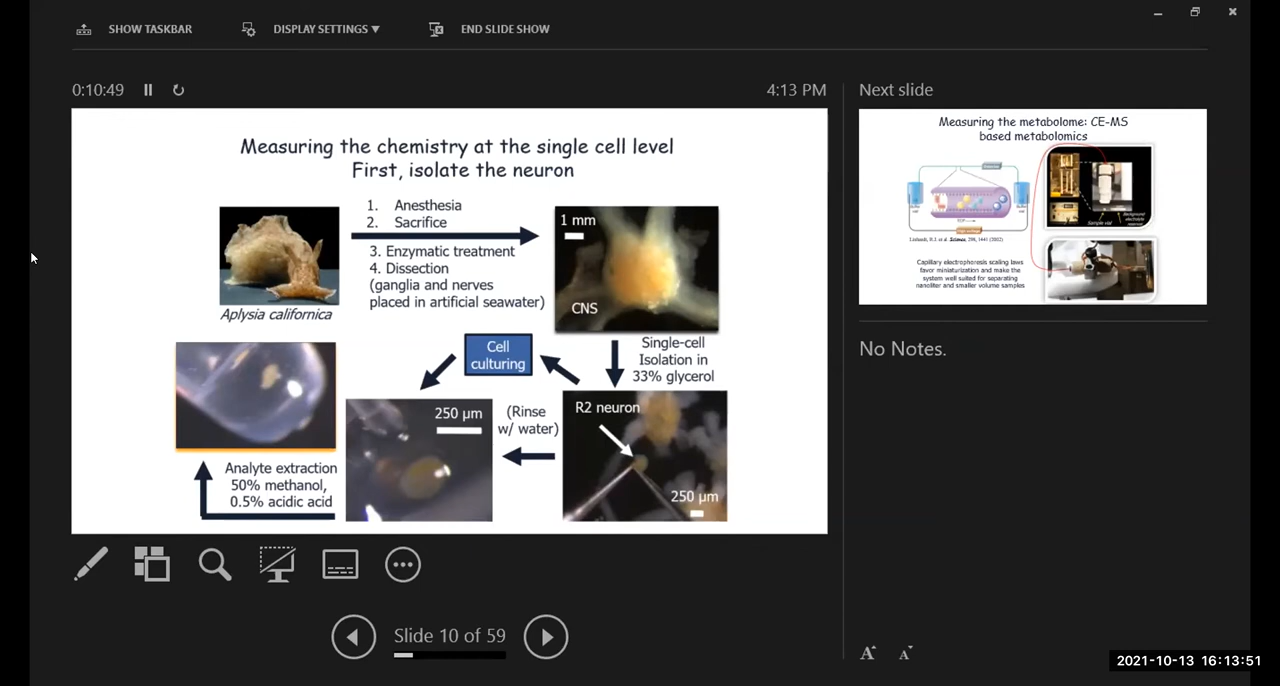 SHOW TASKBAR
DISPLAY SETTINGS ▼
END SLIDE SHOW
0:10:49
4:13 PM
Measuring the chemistry at the single cell level
First, isolate the neuron
1. Anesthesia
2. Sacrifice
3. Enzymatic treatment
4. Dissection
(ganglia and nerves
placed in artificial seawater)
Aplysia californica
1 mm
CNS
Single-cell
Isolation in
33% glycerol
Cell
culturing
R2 neuron
250 µm
(Rinse
w/ water)
250 µm
Analyte extraction
50% methanol,
0.5% acidic acid
Slide 10 of 59
Next slide
Measuring the metabolome: CE-MS
based metabolomics
Capillary electrophoresis scaling laws
favor miniaturization and make the
system well suited for separating
nanoliter and smaller volume samples
Sample vial
No Notes.
A
A
2021-10-13 16:13:51